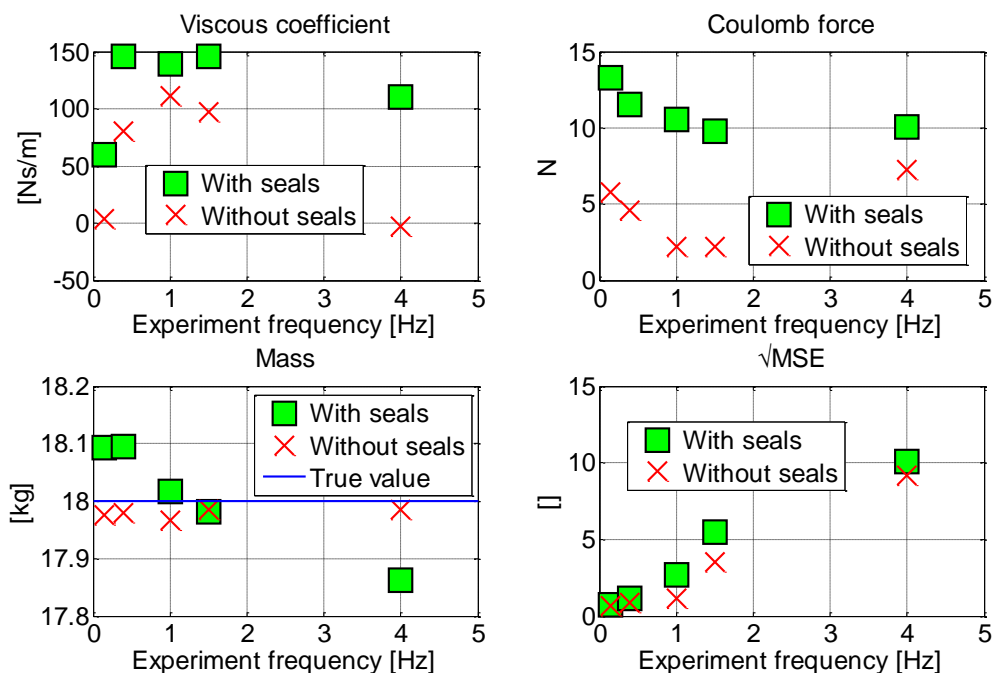 Viscous coefficient
150
100
50
0
-50
[Ns/m]
With seals
Without seals
0 1 2 3 4 5
Experiment frequency [Hz]
Coulomb force
15
10
5
0
N
With seals
Without seals
0 1 2 3 4 5
Experiment frequency [Hz]
Mass
18.2
18.1
18
17.9
17.8
[kg]
With seals
Without seals
True value
0 1 2 3 4 5
Experiment frequency [Hz]
√MSE
15
10
5
0
[]
With seals
Without seals
0 1 2 3 4 5
Experiment frequency [Hz]